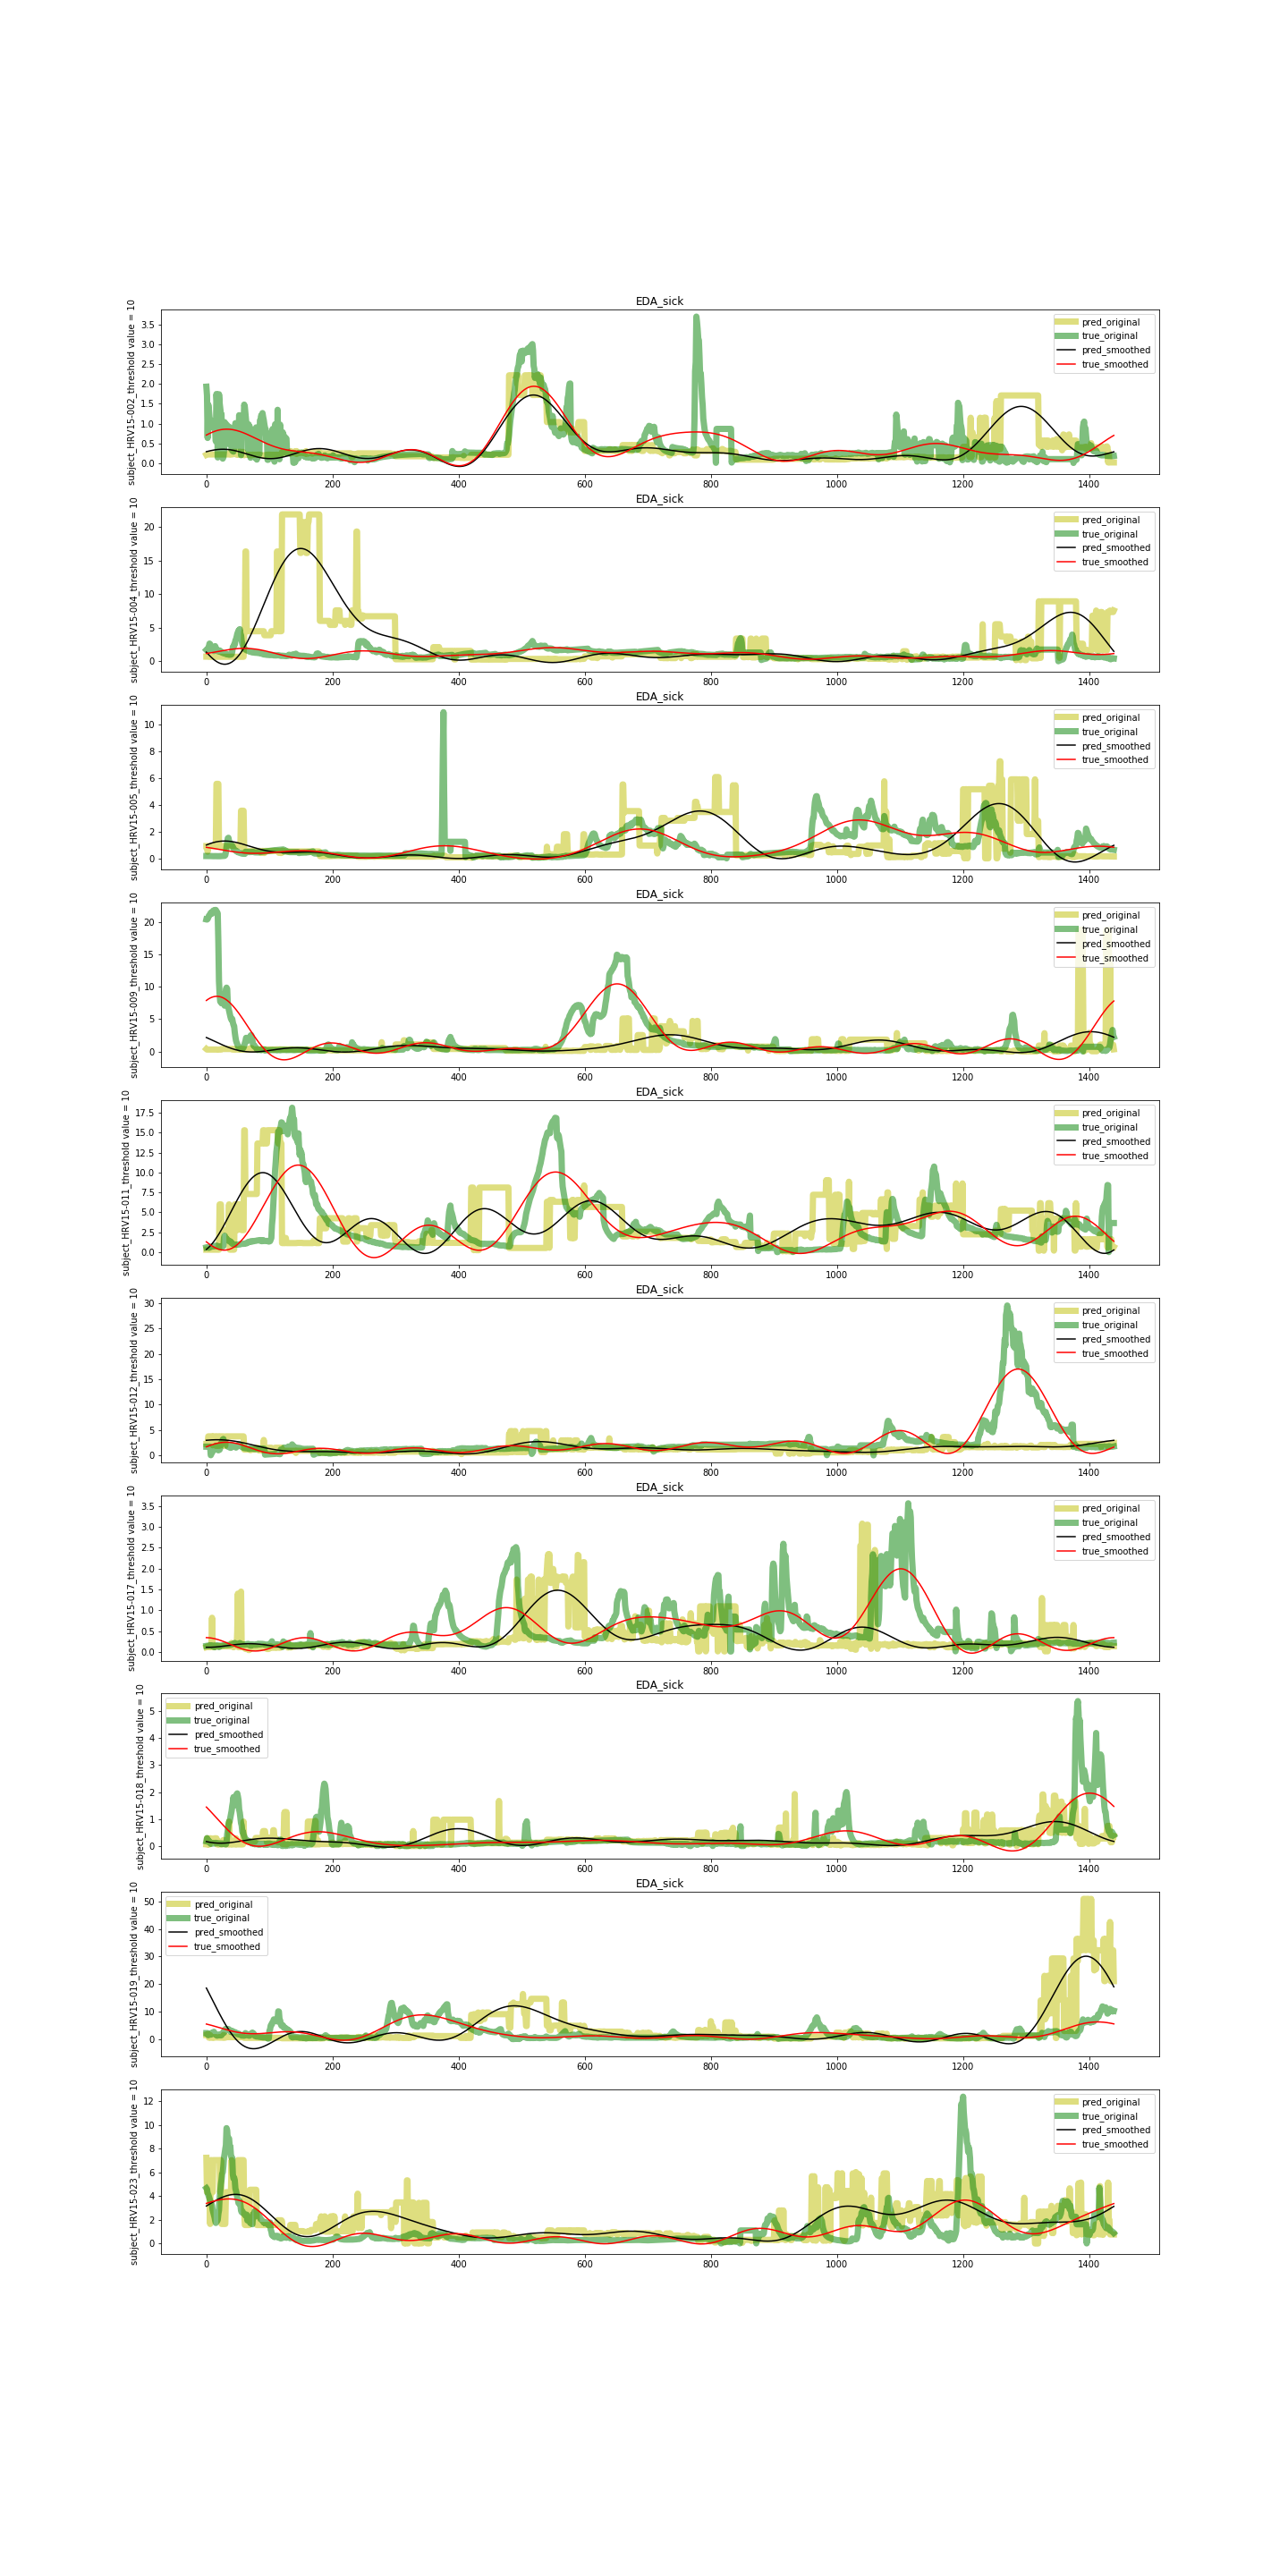 EDA_sick
subject_HRV15-002_threshold value = 10
3.5
3.0
2.5
2.0
1.5
1.0
0.5
0.0
pred_original
true_original
pred_smoothed
true_smoothed
0 200 400 600 800 1000 1200 1400
EDA_sick
subject_HRV15-004_threshold value = 10
20
15
10
5
0
pred_original
true_original
pred_smoothed
true_smoothed
0 200 400 600 800 1000 1200 1400
EDA_sick
subject_HRV15-005_threshold value = 10
10
8
6
4
2
0
pred_original
true_original
pred_smoothed
true_smoothed
0 200 400 600 800 1000 1200 1400
EDA_sick
subject_HRV15-009_threshold value = 10
20
15
10
5
0
pred_original
true_original
pred_smoothed
true_smoothed
0 200 400 600 800 1000 1200 1400
EDA_sick
subject_HRV15-011_threshold value = 10
17.5
15.0
12.5
10.0
7.5
5.0
2.5
0.0
pred_original
true_original
pred_smoothed
true_smoothed
0 200 400 600 800 1000 1200 1400
EDA_sick
subject_HRV15-012_threshold value = 10
30
25
20
15
10
5
0
pred_original
true_original
pred_smoothed
true_smoothed
0 200 400 600 800 1000 1200 1400
EDA_sick
subject_HRV15-017_threshold value = 10
3.5
3.0
2.5
2.0
1.5
1.0
0.5
0.0
pred_original
true_original
pred_smoothed
true_smoothed
0 200 400 600 800 1000 1200 1400
EDA_sick
subject_HRV15-018_threshold value = 10
5
4
3
2
1
0
pred_original
true_original
pred_smoothed
true_smoothed
0 200 400 600 800 1000 1200 1400
EDA_sick
subject_HRV15-019_threshold value = 10
50
40
30
20
10
0
pred_original
true_original
pred_smoothed
true_smoothed
0 200 400 600 800 1000 1200 1400
subject_HRV15-023_threshold value = 10
12
10
8
6
4
2
0
pred_original
true_original
pred_smoothed
true_smoothed
0 200 400 600 800 1000 1200 1400